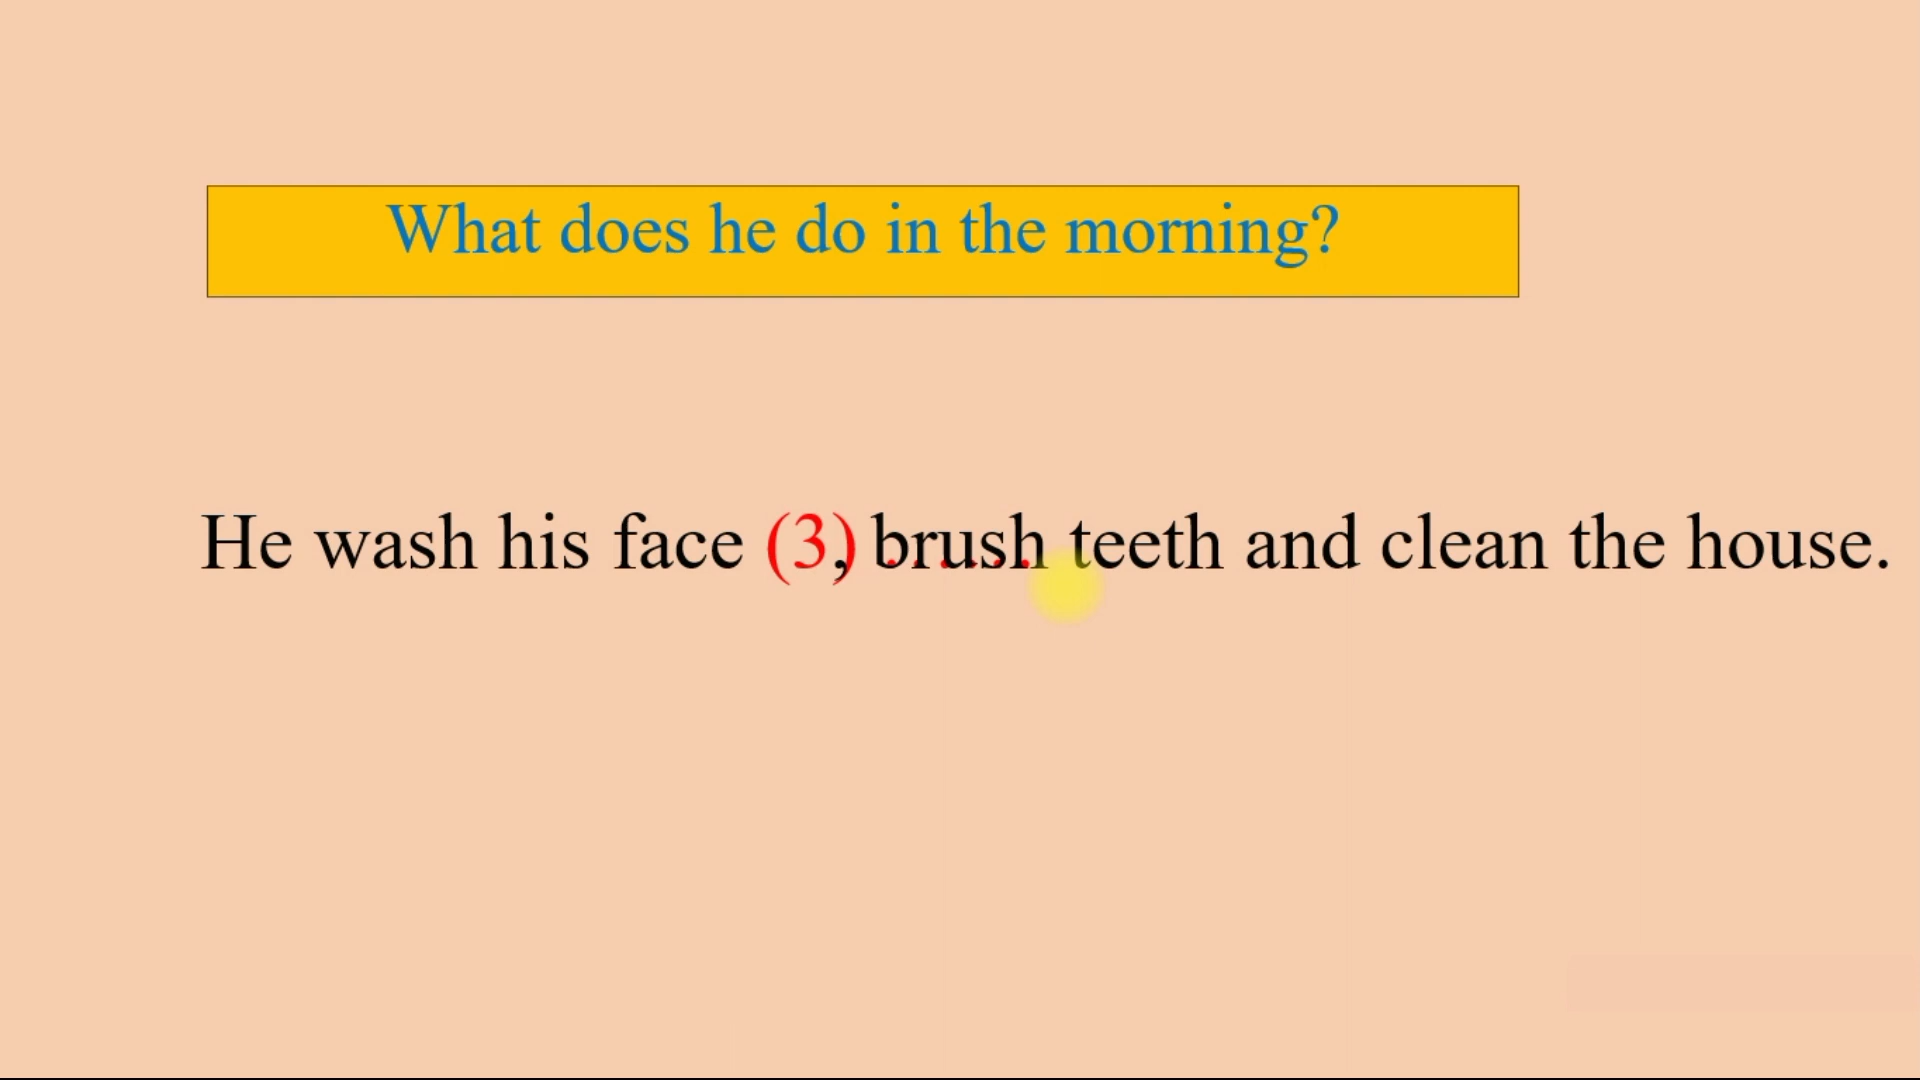 What does he do in the morning?
He wash his face (3) ......, brush teeth and clean the house.